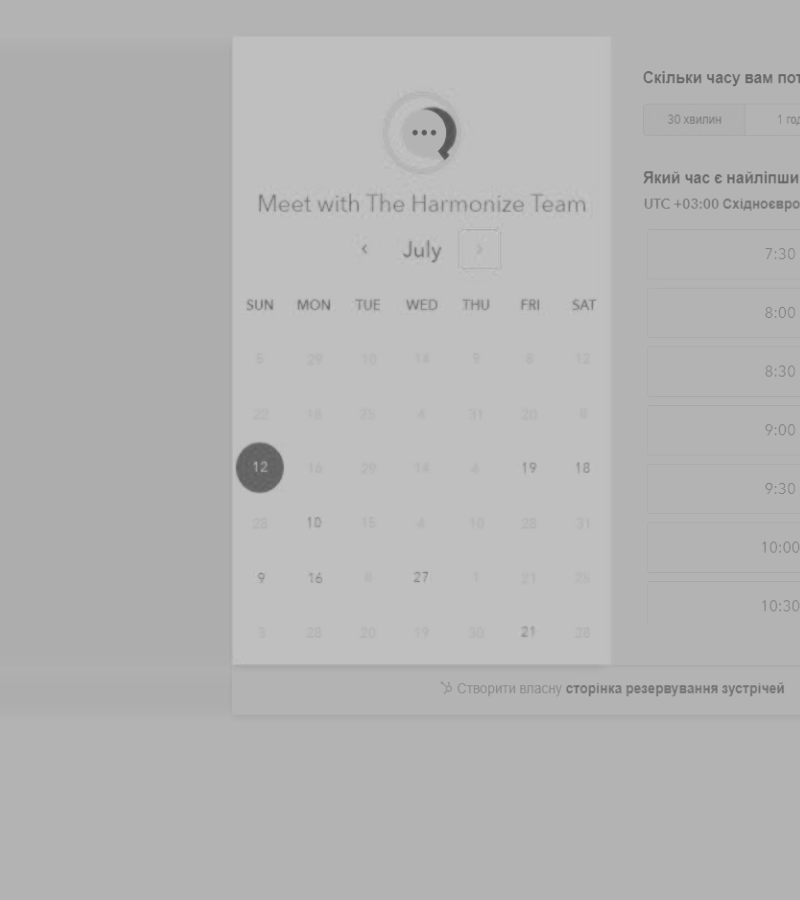 Meet with The Harmonize Team
July
SUN MON TUE WED THU FRI SAT
5 29 10 14 9 8 12
22 16 25 4 31 20
12 16 29 14 4 19 18
28 10 15 4 10 28 31
9 16 8 27 1 21 25
3 28 20 19 30 21 28
Скільки часу вам пот
30 хвилин 1 год
Який час є найліпши
UTC +03:00 Східноєвро
7:30
8:00
8:30
9:00
9:30
10:00
10:30
Створити власну сторінка резервування зустрічей